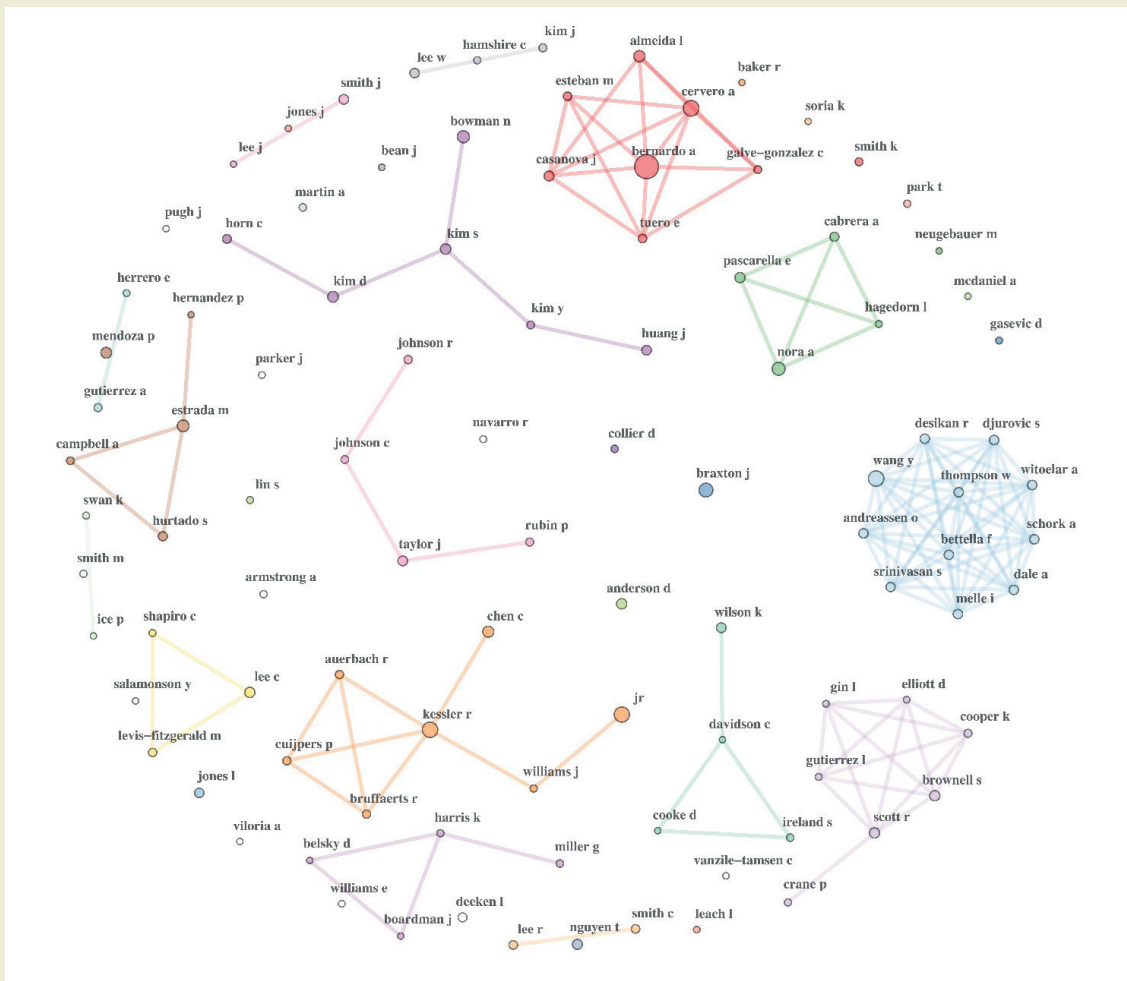 kim j
hamshire c
lee w
almeida l
baker r
smith j
esteban m
cervero a
jones j
bowman n
soria k
lee j
bean j
casanova j
bernardo a
galve-gonzalez c
smith k
martin a
park t
pugh j
horn c
kim s
tuero e
cabrera a
neugebauer m
pascarella e
herrero e
hernandez p
kim d
mcdaniel a
hagedorn l
kim y
mendoza p
huang j
gasevic d
johnson r
nora a
parker j
gutierrez a
estrada m
navarro r
desikan r
djurovic s
campbell a
johnson c
collier d
wang y
witoelar a
braxton j
thompson w
lin s
swan k
andreassen o
schork a
hurtado s
taylor j
rubin p
bettella f
smith m
srinivasan s
dale a
armstrong a
anderson d
melle i
ice p
shapiro c
chen c
wilson k
auerbach r
lee c
salamonson y
gin l
elliott d
jr
kessler r
cooper k
levis-fitzgerald m
cuijpers p
davidson c
gutierrez l
jones l
williams j
brownell s
bruffaerts r
cooke d
ireland s
scott r
viloria a
harris k
belsky d
miller g
vanzile-tamsen c
crane p
williams e
deeken l
boardman j
smith c
leach l
lee r
nguyen t